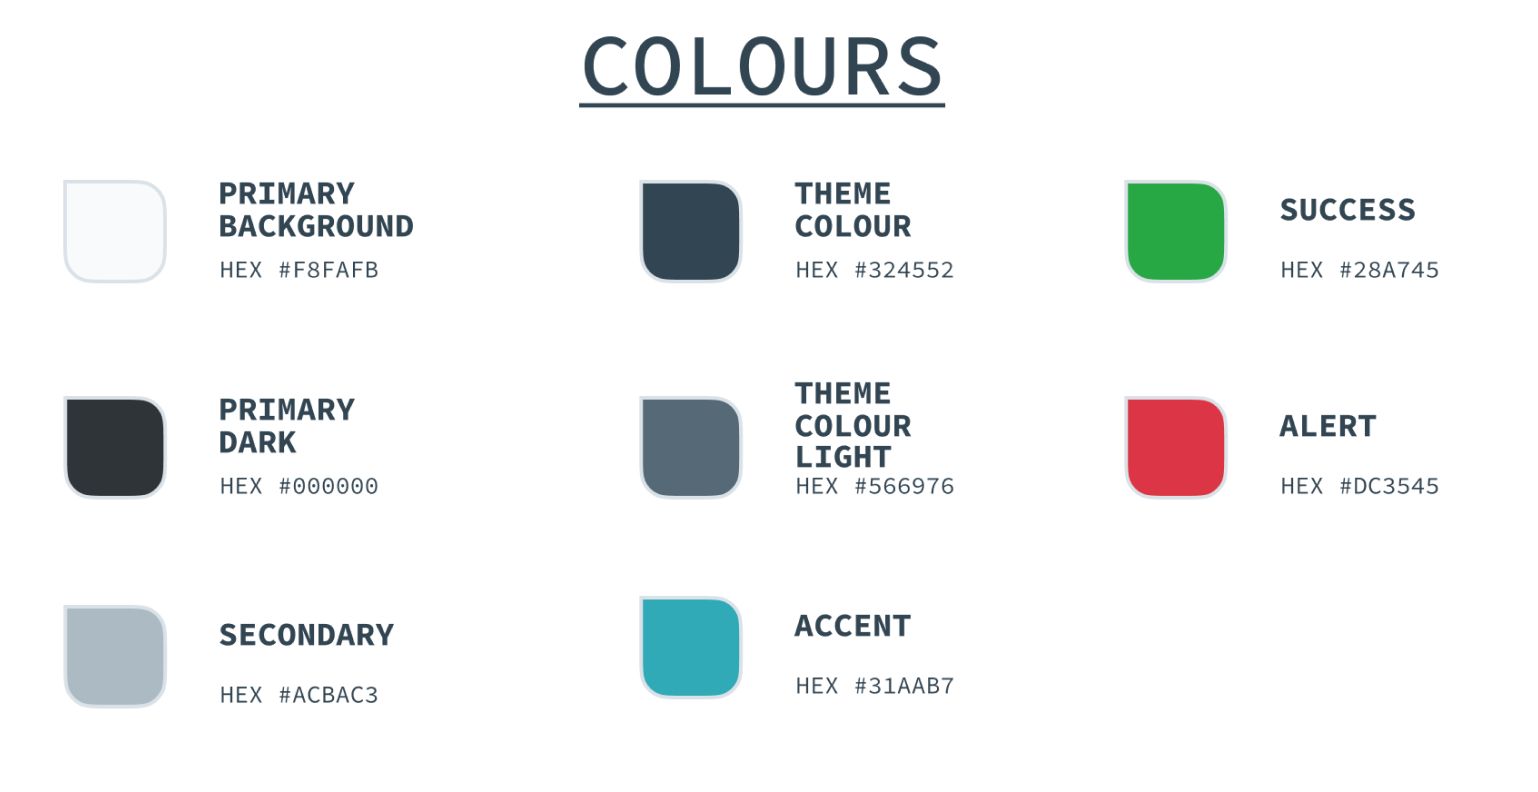 COLOURS
PRIMARY
BACKGROUND
HEX #F8FAFB
THEME
COLOUR
HEX #324552
SUCCESS
HEX #28A745
PRIMARY
DARK
HEX #000000
THEME
COLOUR
LIGHT
HEX #566976
ALERT
HEX #DC3545
SECONDARY
HEX #ACBAC3
ACCENT
HEX #31AAB7